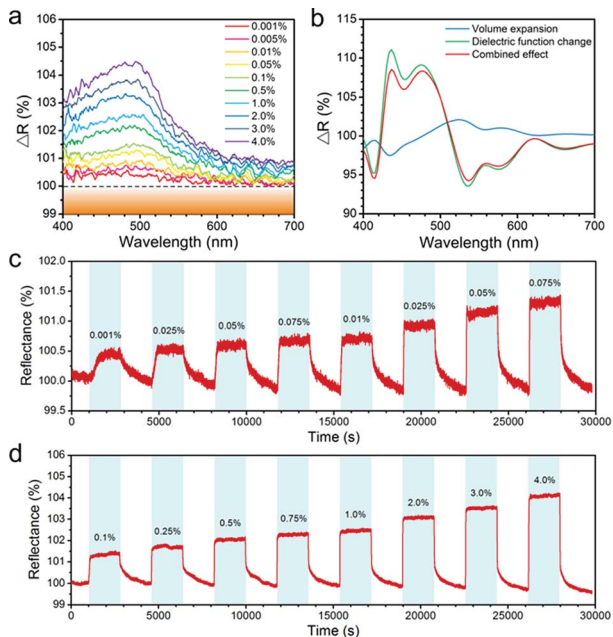 a
△R (%)
106
105
104
103
102
101
100
99
400 500 600 700
Wavelength (nm)
0.001%
0.005%
0.01%
0.05%
0.1%
0.5%
1.0%
2.0%
3.0%
4.0%
b
△R (%)
115
110
105
100
95
90
400 500 600 700
Wavelength (nm)
Volume expansion
Dielectric function change
Combined effect
c
Reflectance (%)
102.0
101.5
101.0
100.5
100.0
99.5
0.001% 0.025% 0.05% 0.075% 0.01% 0.025% 0.05% 0.075%
0 5000 10000 15000 20000 25000 30000
Time (s)
d
Reflectance (%)
106
105
104
103
102
101
100
99
0.1% 0.25% 0.5% 0.75% 1.0% 2.0% 3.0% 4.0%
0 5000 10000 15000 20000 25000 30000
Time (s)